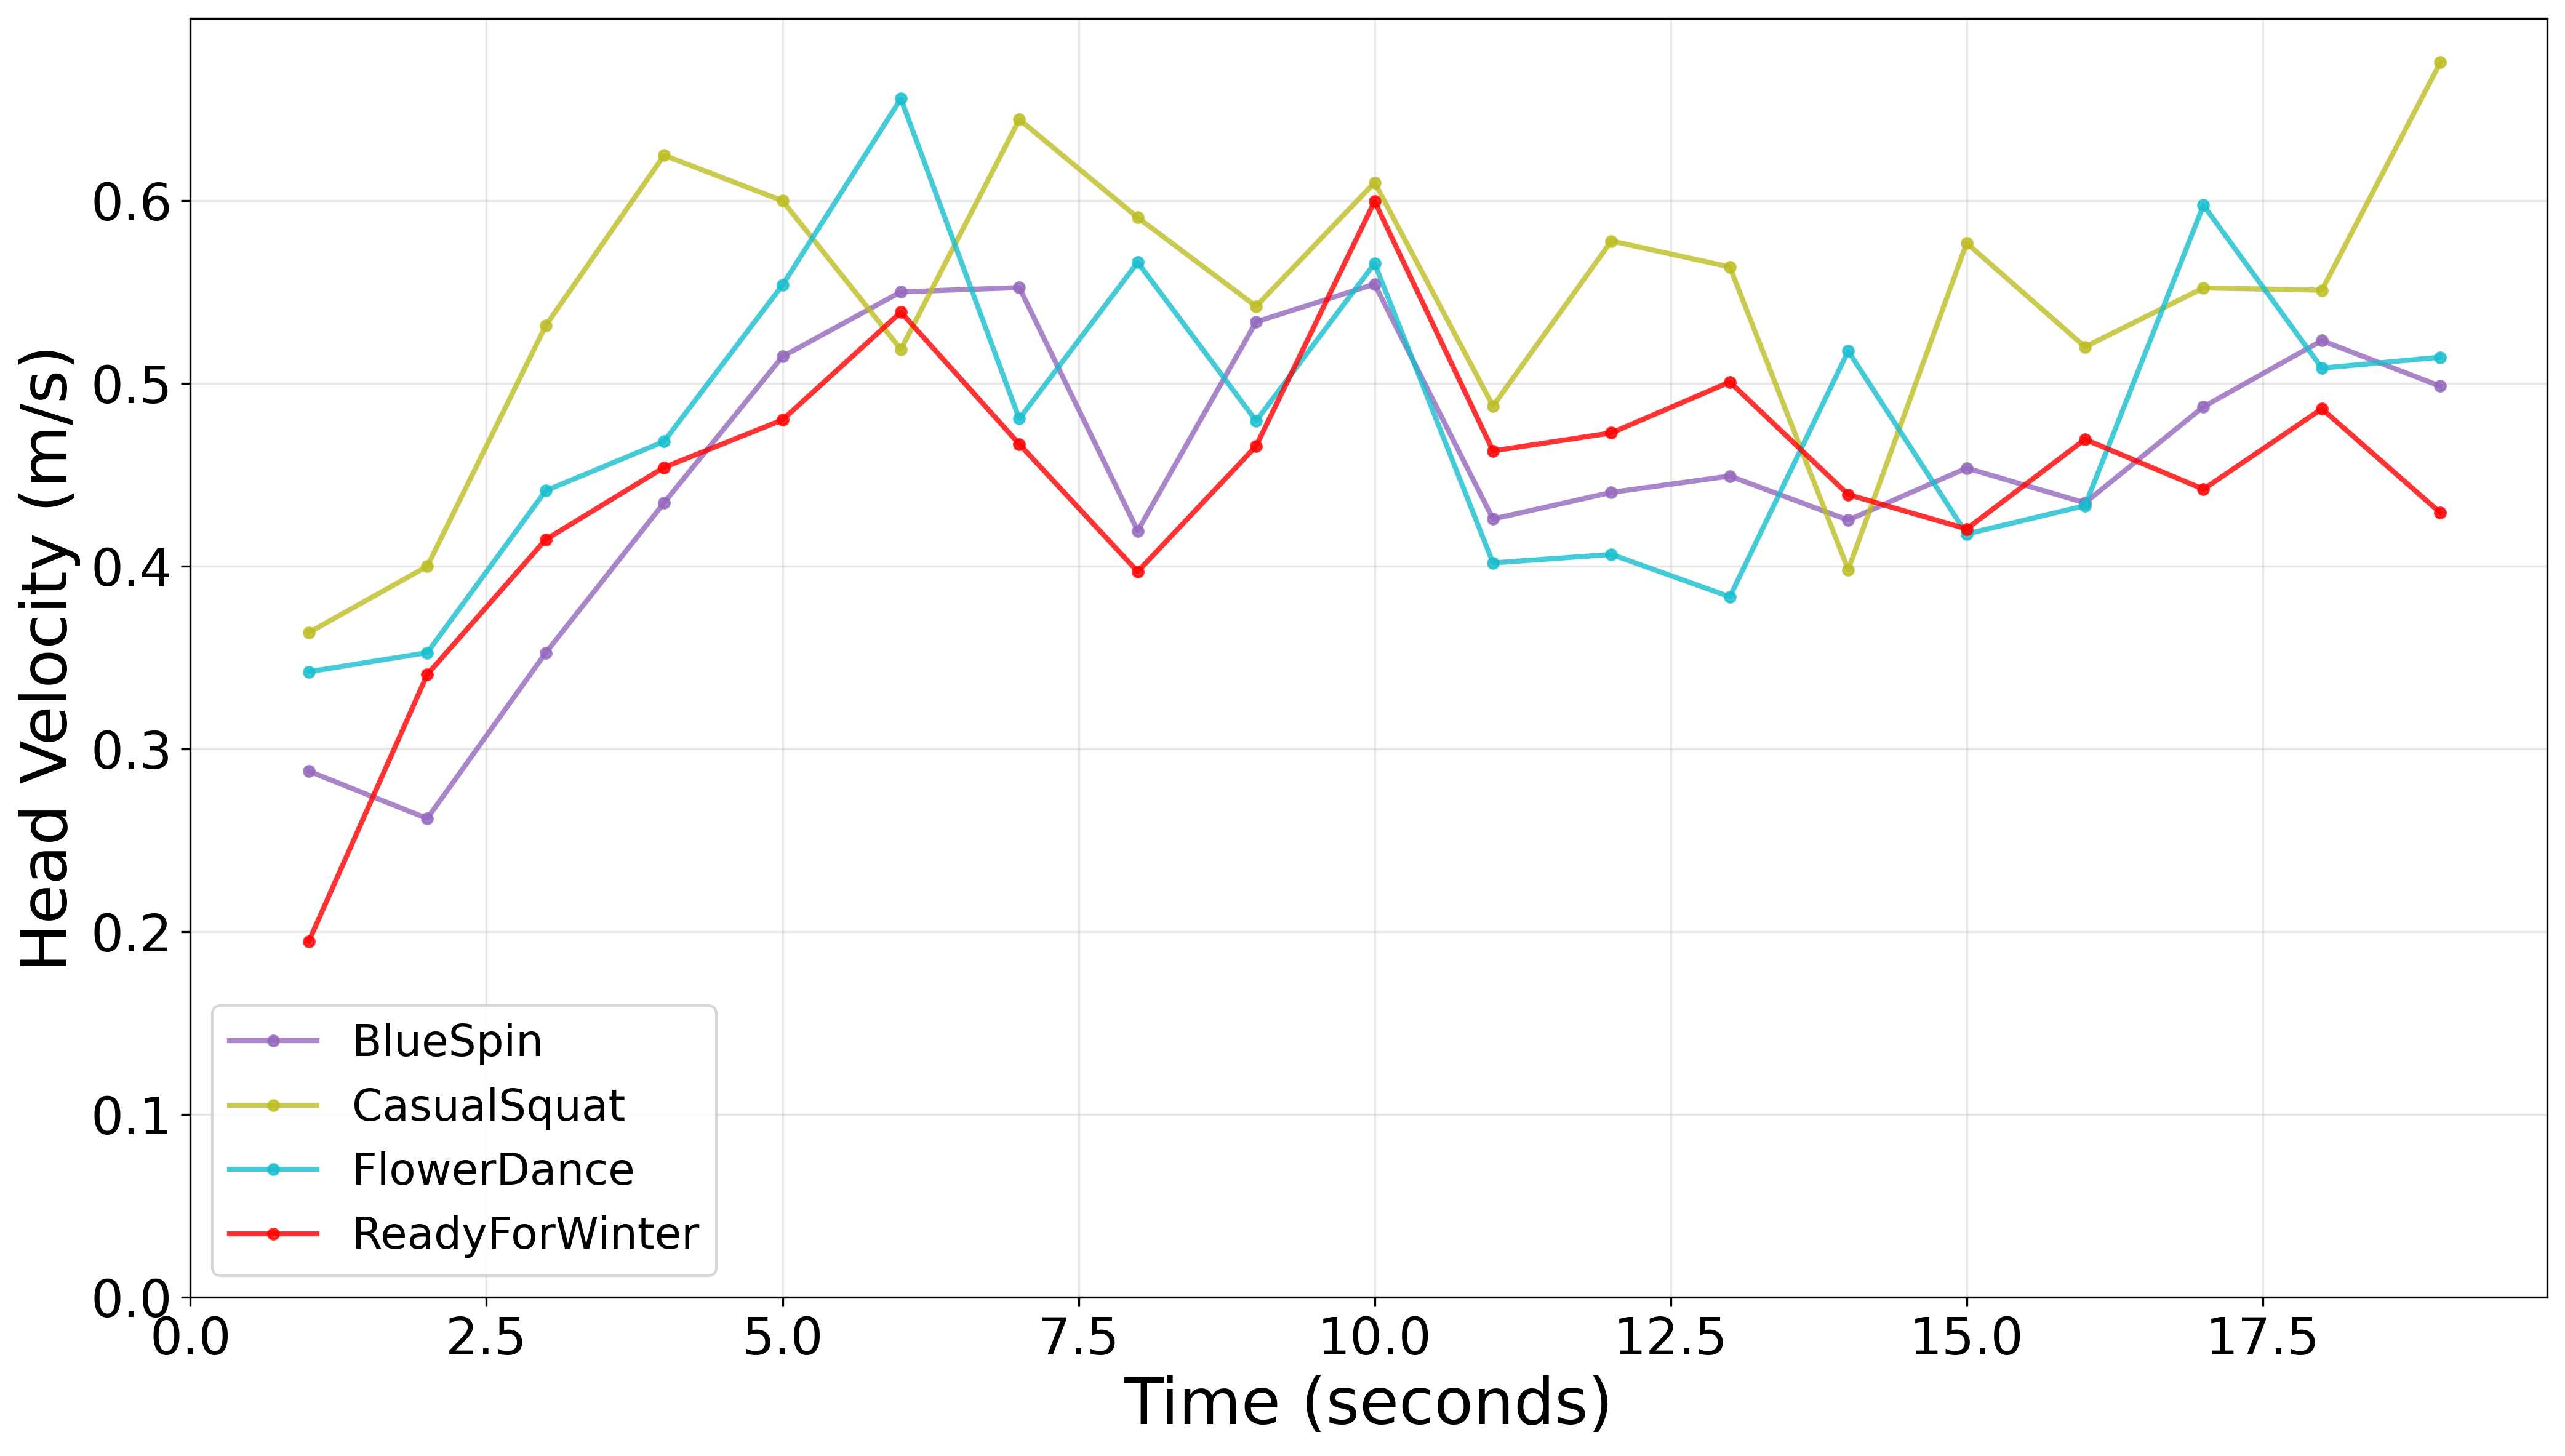 Head Velocity (m/s)
0.6
0.5
0.4
0.3
0.2
0.1
0.0
BlueSpin
CasualSquat
FlowerDance
ReadyForWinter
0.0 2.5 5.0 7.5 10.0 12.5 15.0 17.5
Time (seconds)